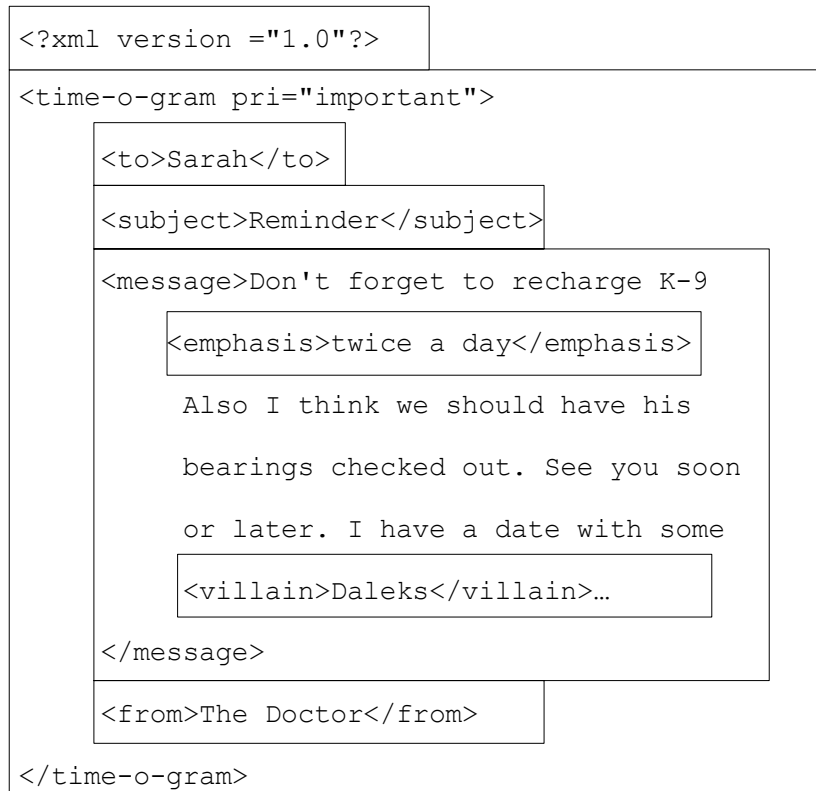 <?xml version ="1.0"?>
<time-o-gram pri="important">
<to>Sarah</to>
<subject>Reminder</subject>
<message>Don't forget to recharge K-9
<emphasis>twice a day</emphasis>
Also I think we should have his
bearings checked out. See you soon
or later. I have a date with some
<villain>Daleks</villain>…
</message>
<from>The Doctor</from>
</time-o-gram>